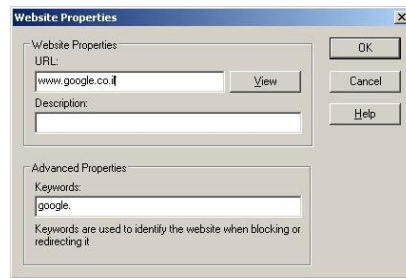 Website Properties
Website Properties
URL:
www.google.co.il
View
Description:
Advanced Properties
Keywords:
google.
Keywords are used to identify the website when blocking or
redirecting it
OK
Cancel
Help